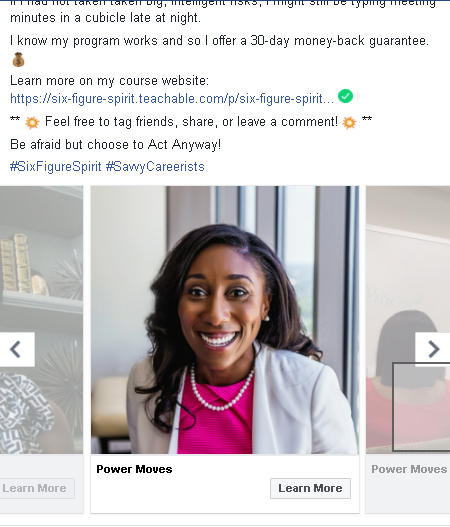 If I had not taken taken big, intelligent risks, I might still be typing meeting
minutes in a cubicle late at night.
I know my program works and so I offer a 30-day money-back guarantee.
Learn more on my course website:
https://six-figure-spirit.teachable.com/p/six-figure-spirit...
** 💥 Feel free to tag friends, share, or leave a comment! 💥 **
Be afraid but choose to Act Anyway!
#SixFigureSpirit #SavvyCareerists
Power Moves
Power Moves
Learn More
Learn More